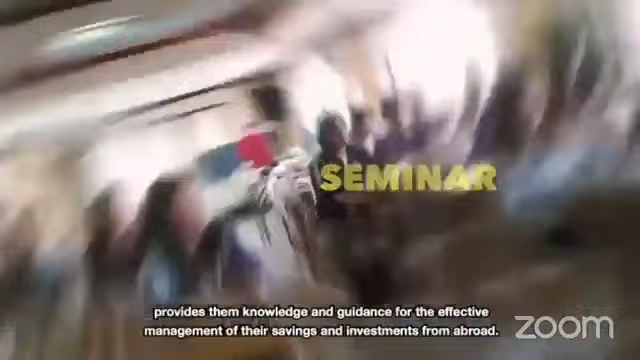 SEMINAR
provides them knowledge and guidance for the effective
management of their savings and investments from abroad.
zoom